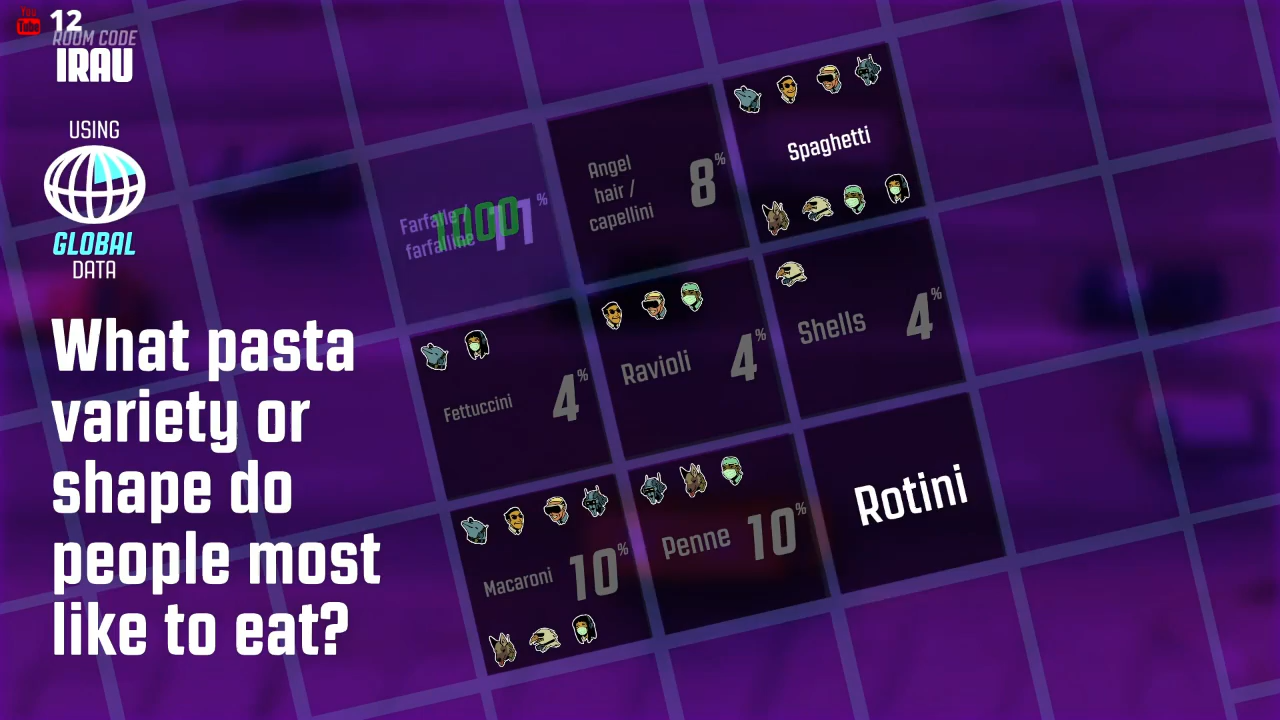 You
Tube
12
ROOM CODE
IRAU
USING
GLOBAL
DATA
What pasta
variety or
shape do
people most
like to eat?
Farfalle /
farfalline
1000
11%
Angel
hair /
capellini
8%
Spaghetti
Fettuccini
4%
Ravioli
4%
Shells
4%
Macaroni
10%
Penne
10%
Rotini